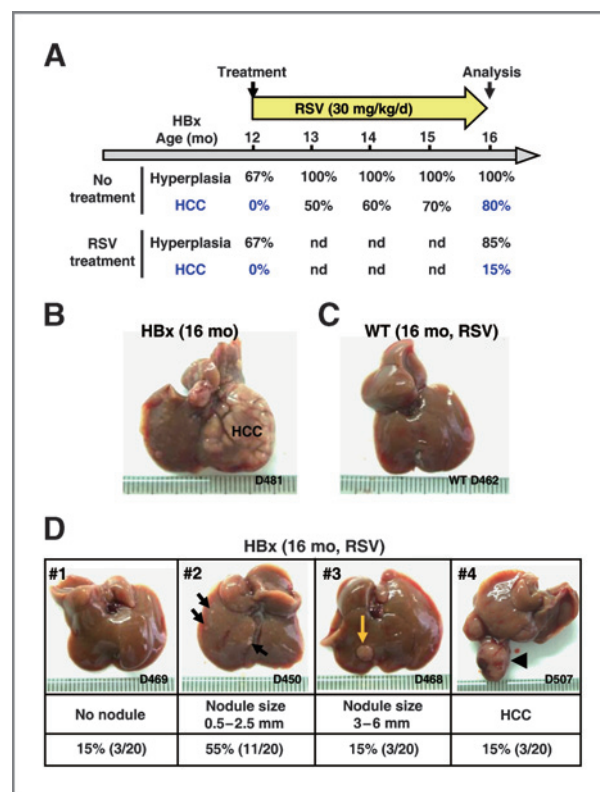 A
Treatment Analysis
RSV (30 mg/kg/d)
HBx
Age (mo) 12 13 14 15 16
No treatment Hyperplasia 67% 100% 100% 100% 100%
HCC 0% 50% 60% 70% 80%
RSV treatment Hyperplasia 67% nd nd nd 85%
HCC 0% nd nd nd 15%
B C
HBx (16 mo) WT (16 mo, RSV)
HCC
D481 WT D462
D
HBx (16 mo, RSV)
#1 #2 #3 #4
D469 D450 D468 D507
No nodule Nodule size 0.5–2.5 mm Nodule size 3–6 mm HCC
15% (3/20) 55% (11/20) 15% (3/20) 15% (3/20)